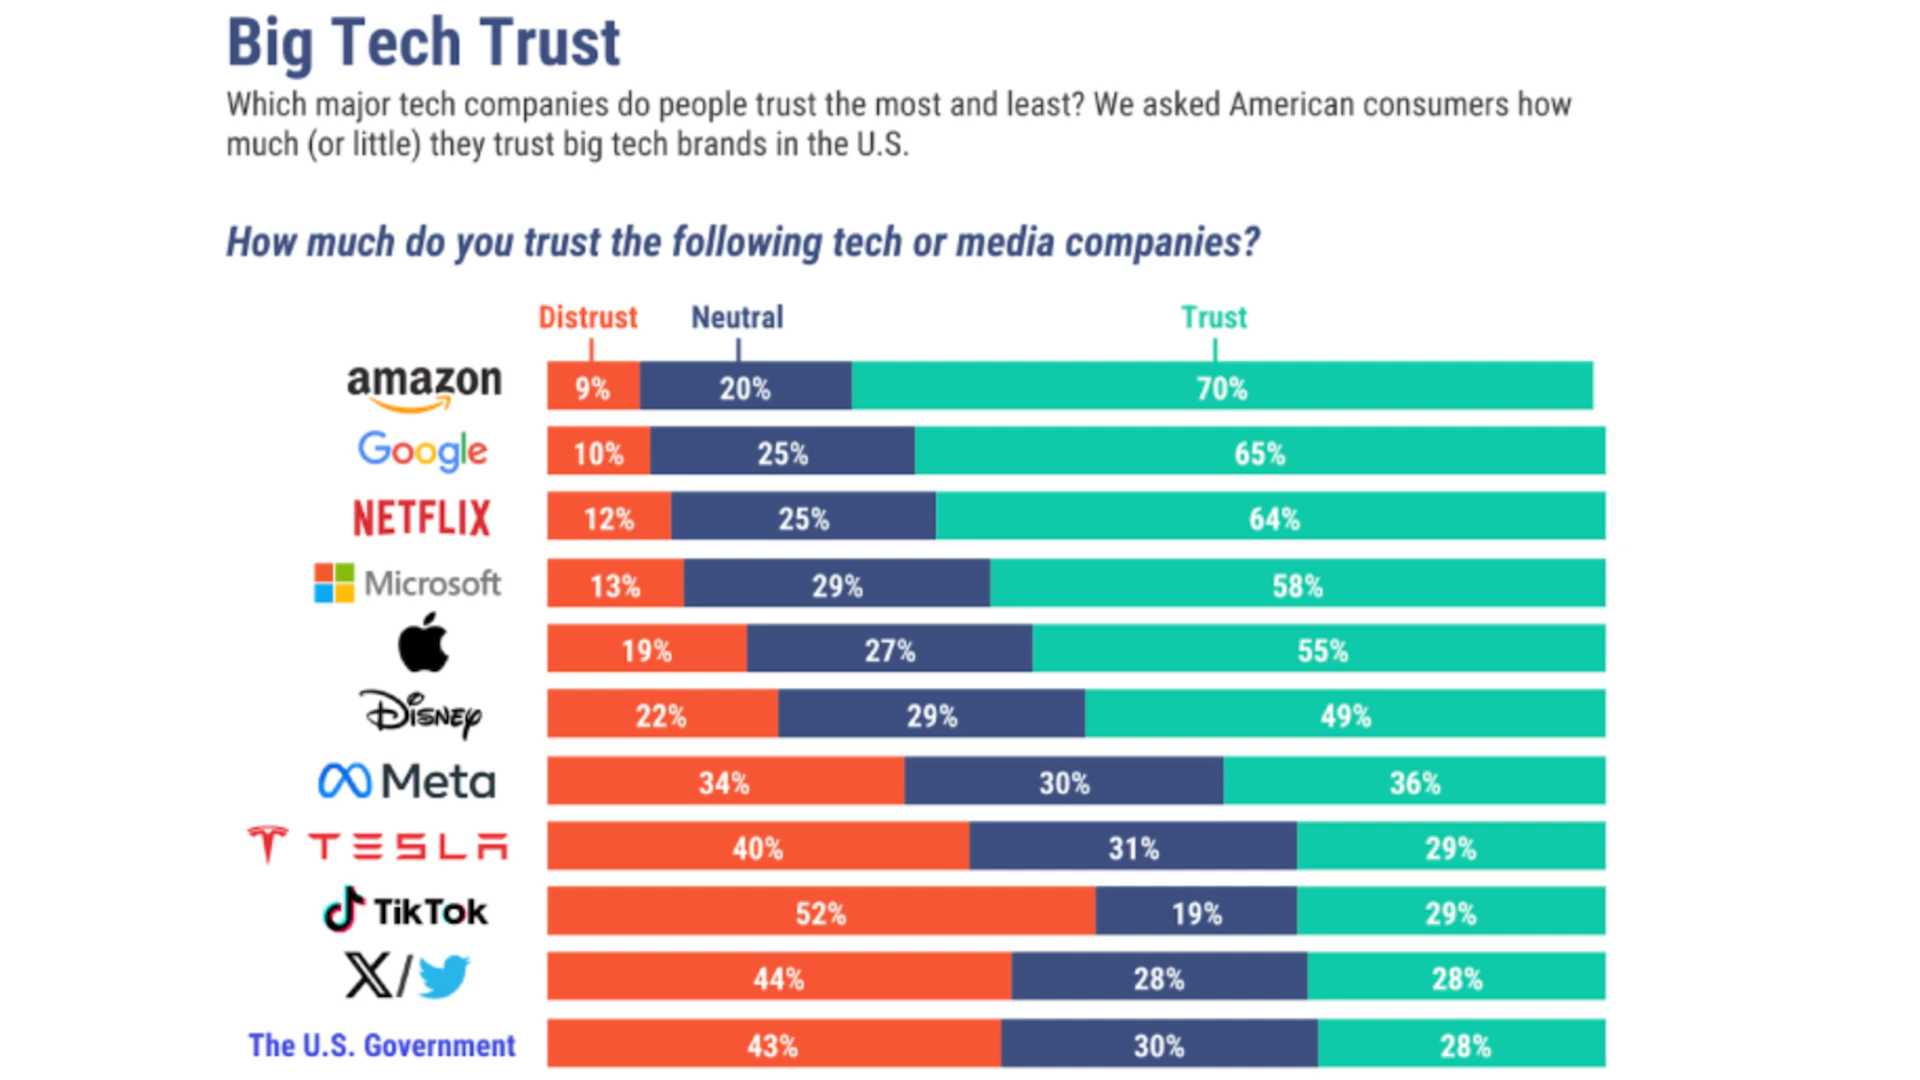 Big Tech Trust
Which major tech companies do people trust the most and least? We asked American consumers how
much (or little) they trust big tech brands in the U.S.
How much do you trust the following tech or media companies?
Distrust Neutral Trust
amazon 9% 20% 70%
Google 10% 25% 65%
NETFLIX 12% 25% 64%
Microsoft 13% 29% 58%
19% 27% 55%
Disney 22% 29% 49%
Meta 34% 30% 36%
TESLA 40% 31% 29%
TikTok 52% 19% 29%
X/ 44% 28% 28%
The U.S. Government 43% 30% 28%